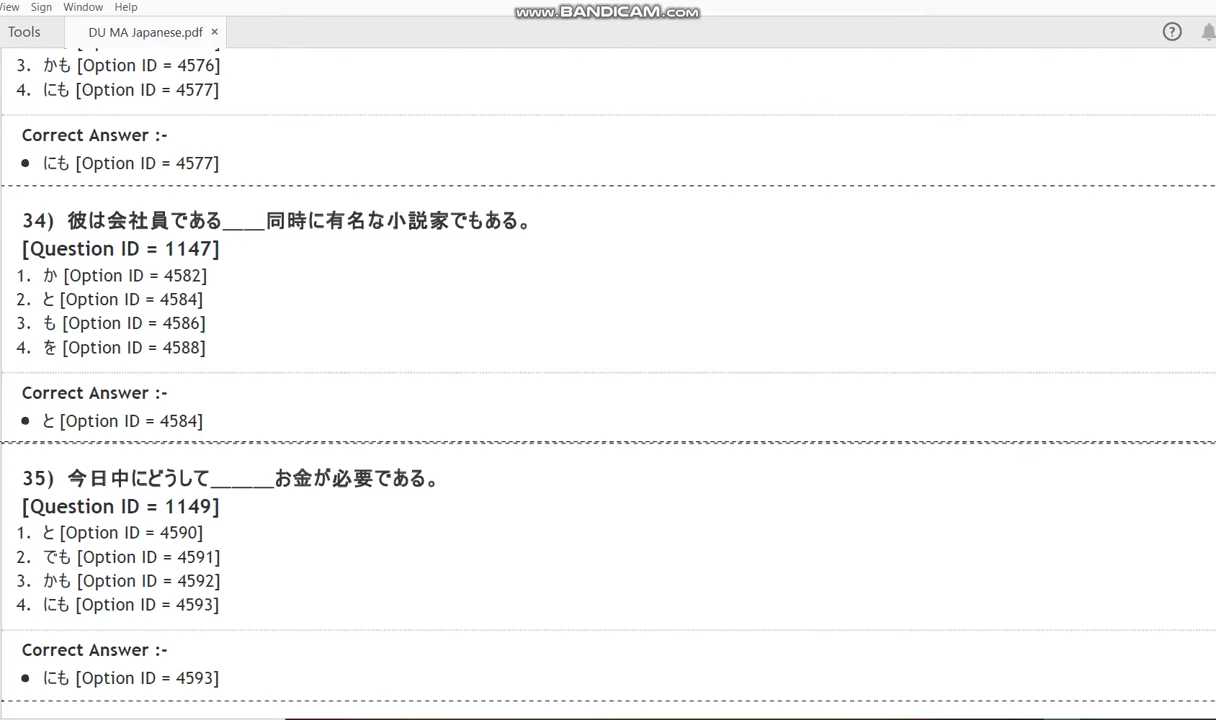 View Sign Window Help
www.BANDICAM.com
Tools DU MA Japanese.pdf ×
3. かも [Option ID = 4576]
4. にも [Option ID = 4577]
Correct Answer :-
• にも [Option ID = 4577]
34) 彼は会社員である____同時に有名な小説家でもある。
[Question ID = 1147]
1. か [Option ID = 4582]
2. と [Option ID = 4584]
3. も [Option ID = 4586]
4. を [Option ID = 4588]
Correct Answer :-
• と [Option ID = 4584]
35) 今日中にどうして______お金が必要である。
[Question ID = 1149]
1. と [Option ID = 4590]
2. でも [Option ID = 4591]
3. かも [Option ID = 4592]
4. にも [Option ID = 4593]
Correct Answer :-
• にも [Option ID = 4593]